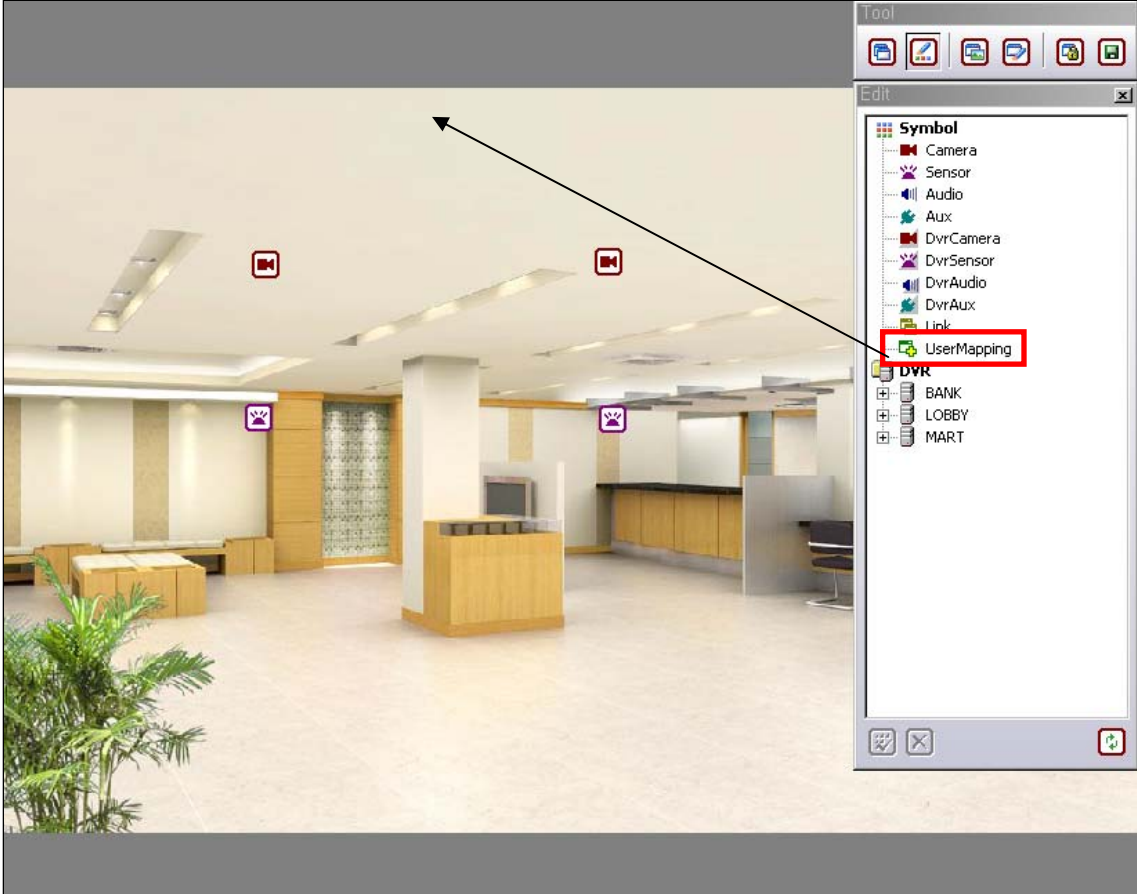 Tool
Edit
Symbol
Camera
Sensor
Audio
Aux
DvrCamera
DvrSensor
DvrAudio
DvrAux
Link
UserMapping
DVR
BANK
LOBBY
MART